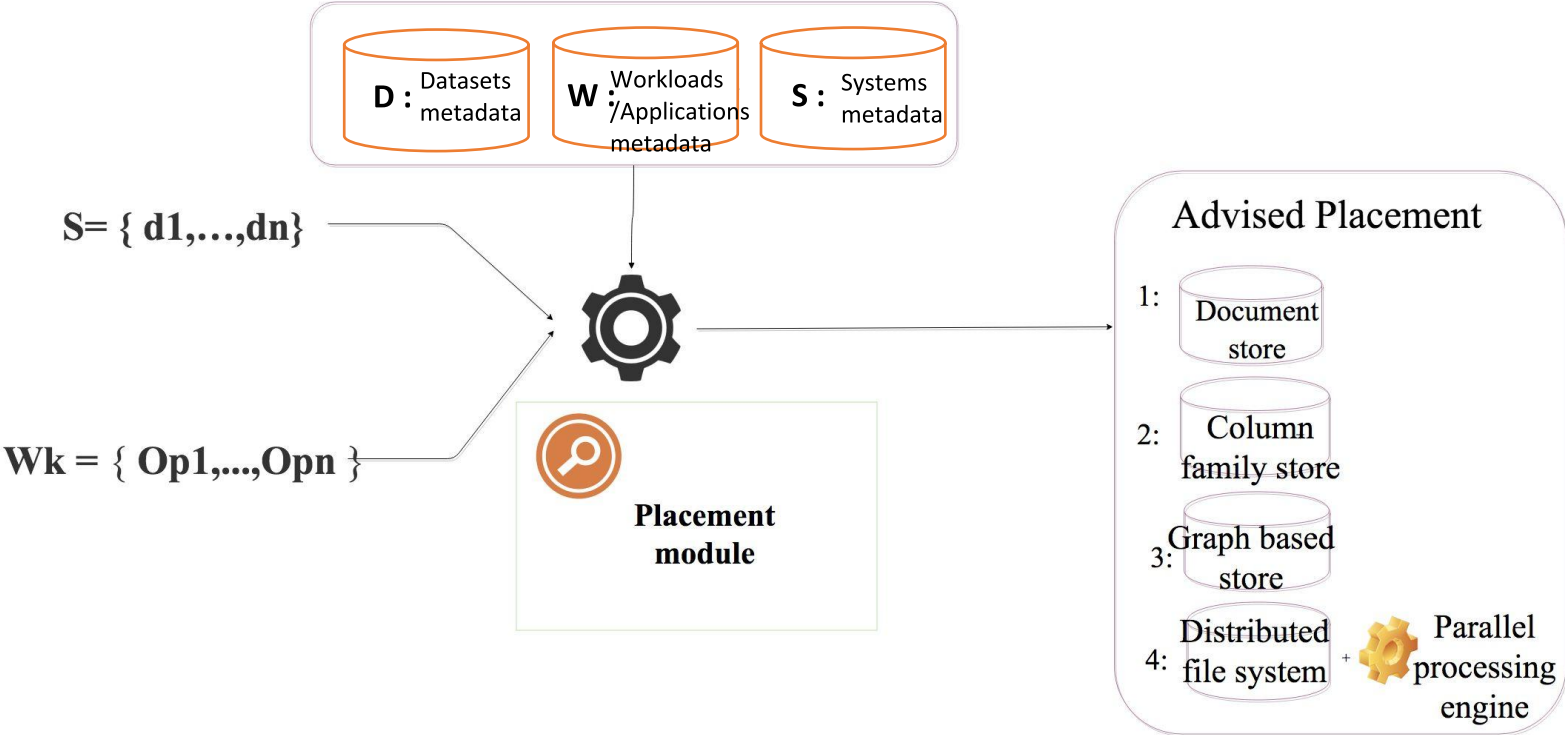 D :
Datasets
metadata
W :
Workloads
/Applications
metadata
S :
Systems
metadata
S= { d1,...,dn}
Wk = { Op1,...,Opn }
Placement
module
Advised Placement
1:
Document
store
2:
Column
family store
3:
Graph based
store
4:
Distributed
file system
+
Parallel
processing
engine